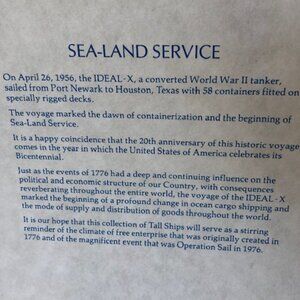 SEA-LAND SERVICE
On April 26, 1956, the IDEAL-X, a converted World War II tanker,
sailed from Port Newark to Houston, Texas with 58 containers fitted on
specially rigged decks.
The voyage marked the dawn of containerization and the beginning of
Sea-Land Service.
It is a happy coincidence that the 20th anniversary of this historic voyage
comes in the year in which the United States of America celebrates its
Bicentennial.
Just as the events of 1776 had a deep and continuing influence on the
political and economic structure of our Country, with consequences
reverberating throughout the entire world, the voyage of the IDEAL-X
marked the beginning of a profound change in ocean cargo shipping and
the mode of supply and distribution of goods throughout the world.
It is our hope that this collection of Tall Ships will serve as a stirring
reminder of the climate of free enterprise that was originally created in
1776 and of the magnificent event that was Operation Sail in 1976.